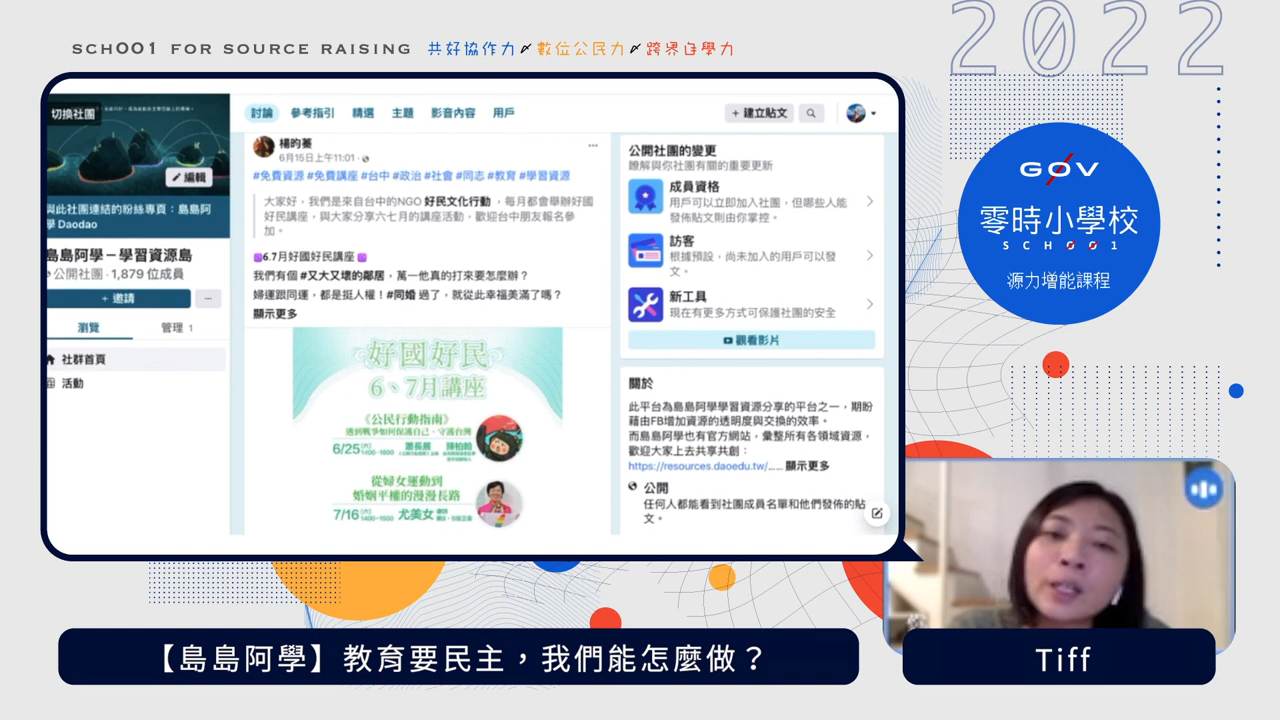 SCHOO1 FOR SOURCE RAISING 共好協作力 數位公民力 跨界自學力
2022
G0V
零時小學校
SCHOO1
源力增能課程
切換社團
編輯
與此社團連結的粉絲專頁：島島阿
學 Daodao
島島阿學－學習資源島
公開社團·1,879 位成員
+ 邀請
瀏覽 管理 1
社群首頁
活動
討論 參考指引 精選 主題 影音內容 用戶
+ 建立貼文
楊昀蓁
6月15日上午11:01
#免費資源 #免費講座 #台中 #政治 #社會 #同志 #教育 #學習資源
大家好，我們是來自台中的NGO 好民文化行動 ，每月都會舉辦好國
好民講座，與大家分享六七月的講座活動，歡迎台中朋友報名參
加。
6.7月好國好民講座
我們有個 #又大又壞的鄰居，萬一他真的打來要怎麼辦？
婦運跟同運，都是挺人權！#同婚 過了，就從此幸福美滿了嗎？
顯示更多
好國好民
6、7月講座
《公民行動指南》
遇到戰爭如何保護自己、守護台灣
6/25(六) 1400-1600
從婦女運動到
婚姻平權的漫漫長路
7/16(六) 1400-1600 尤美女
公開社團的變更
瞭解與你社團有關的重要更新
成員資格
用戶可以立即加入社團，但哪些人能
發佈貼文則由你掌控。
訪客
根據預設，尚未加入的用戶可以發
文。
新工具
現在有更多方式可保護社團的安全
觀看影片
關於
此平台為島島阿學學習資源分享的平台之一，期盼
藉由FB增加資源的透明度與交換的效率。
而島島阿學也有官方網站，彙整所有各領域資源，
歡迎大家上去共享共創：
https://resources.daoedu.tw/...... 顯示更多
公開
任何人都能看到社團成員名單和他們發佈的貼
文。
【島島阿學】教育要民主，我們能怎麼做？
Tiff